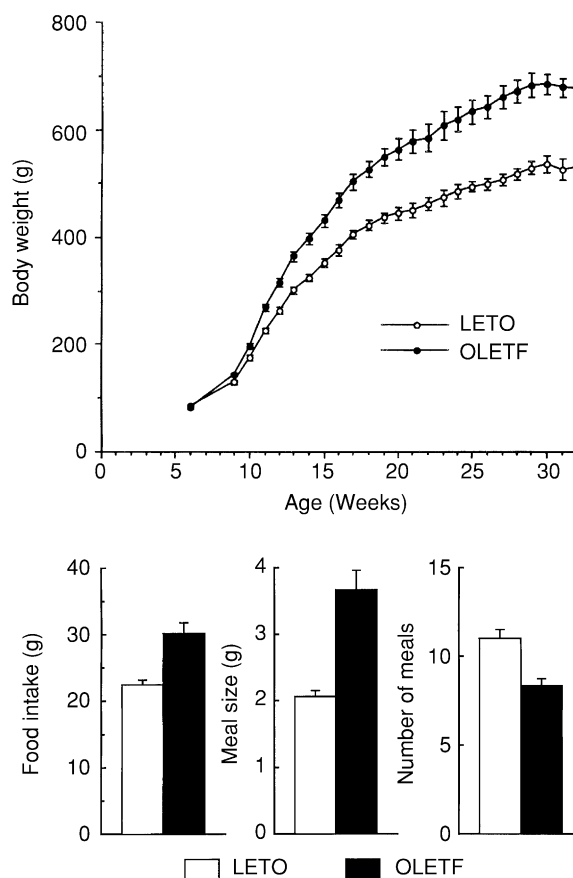 800
600
400
200
0
Body weight (g)
LETO
OLETF
0 5 10 15 20 25 30
Age (Weeks)
40
30
20
10
0
Food intake (g)
4
3
2
1
0
Meal size (g)
15
10
5
0
Number of meals
LETO OLETF